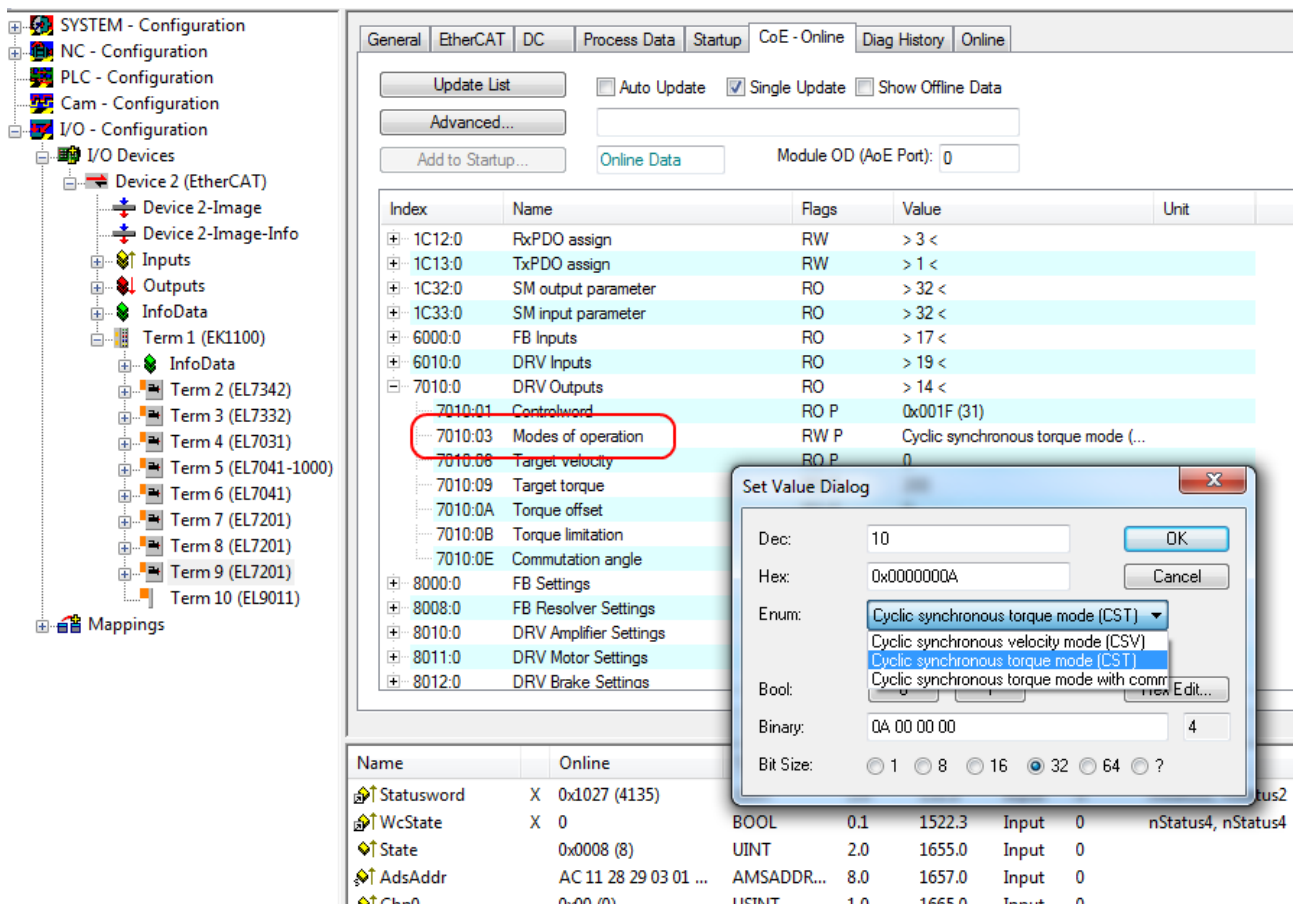 SYSTEM - Configuration
NC - Configuration
PLC - Configuration
Cam - Configuration
I/O - Configuration
I/O Devices
Device 2 (EtherCAT)
Device 2-Image
Device 2-Image-Info
Inputs
Outputs
InfoData
Term 1 (EK1100)
InfoData
Term 2 (EL7342)
Term 3 (EL7332)
Term 4 (EL7031)
Term 5 (EL7041-1000)
Term 6 (EL7041)
Term 7 (EL7201)
Term 8 (EL7201)
Term 9 (EL7201)
Term 10 (EL9011)
Mappings
General EtherCAT DC Process Data Startup CoE - Online Diag History Online
Update List Auto Update Single Update Show Offline Data
Advanced...
Add to Startup... Online Data Module OD (AoE Port): 0
Index Name Flags Value Unit
1C12:0 RxPDO assign RW > 3 <
1C13:0 TxPDO assign RW > 1 <
1C32:0 SM output parameter RO > 32 <
1C33:0 SM input parameter RO > 32 <
6000:0 FB Inputs RO > 17 <
6010:0 DRV Inputs RO > 19 <
7010:0 DRV Outputs RO > 14 <
7010:01 Controlword RO P 0x001F (31)
7010:03 Modes of operation RW P Cyclic synchronous torque mode (...
7010:06 Target velocity RO P 0
7010:09 Target torque
7010:0A Torque offset
7010:0B Torque limitation
7010:0E Commutation angle
8000:0 FB Settings
8008:0 FB Resolver Settings
8010:0 DRV Amplifier Settings
8011:0 DRV Motor Settings
8012:0 DRV Brake Settings
Set Value Dialog
Dec: 10 OK
Hex: 0x0000000A Cancel
Enum: Cyclic synchronous torque mode (CST)
Cyclic synchronous velocity mode (CSV)
Cyclic synchronous torque mode (CST)
Cyclic synchronous torque mode with comm
Bool: 0 1 Hex Edit...
Binary: 0A 00 00 00 4
Bit Size: 1 8 16 32 64 ?
Name Online
Statusword X 0x1027 (4135)
WcState X 0 BOOL 0.1 1522.3 Input 0 nStatus4, nStatus4
State 0x0008 (8) UINT 2.0 1655.0 Input 0
AdsAddr AC 11 28 29 03 01 ... AMSADDR... 8.0 1657.0 Input 0